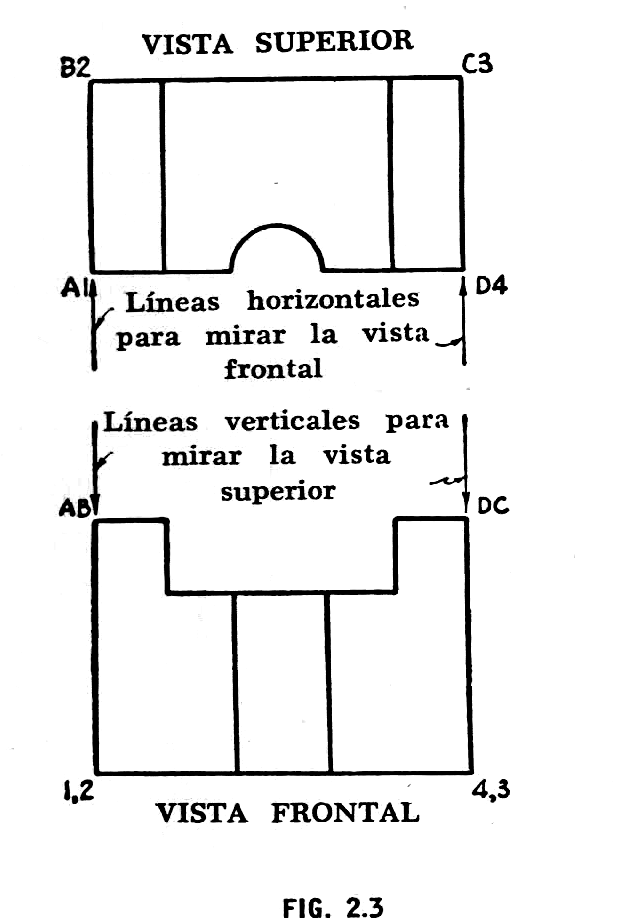 VISTA SUPERIOR
B2
C3
A1
D4
Líneas horizontales
para mirar la vista
frontal
Líneas verticales para
mirar la vista
superior
AB
DC
1,2
4,3
VISTA FRONTAL
FIG. 2.3